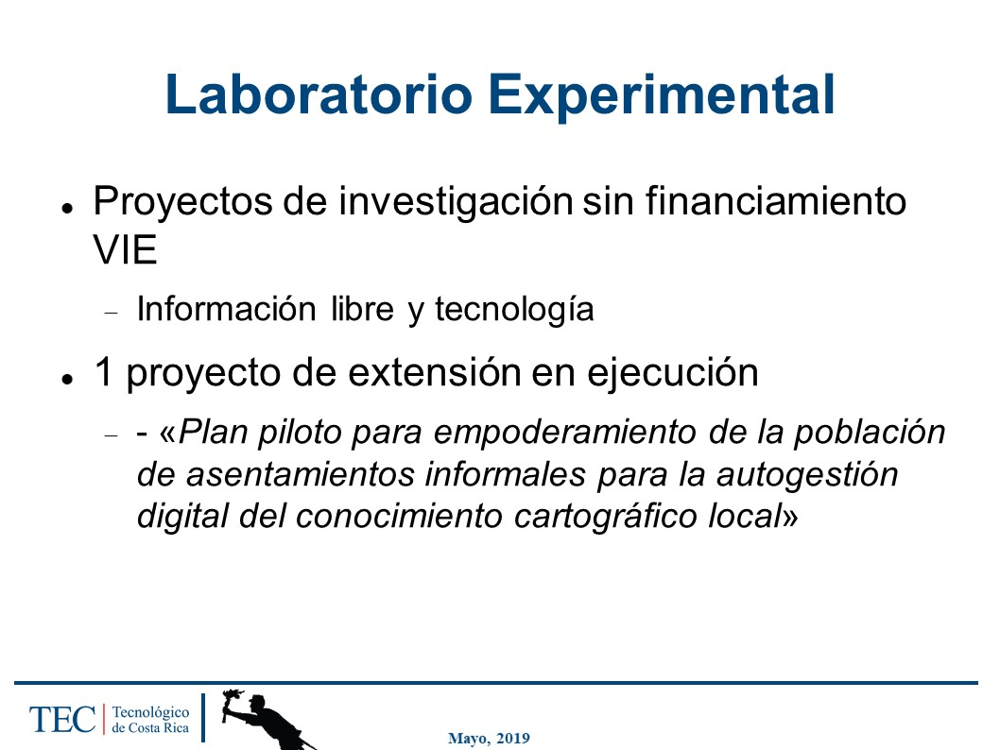 Laboratorio Experimental
● Proyectos de investigación sin financiamiento
VIE
– Información libre y tecnología
● 1 proyecto de extensión en ejecución
– - «Plan piloto para empoderamiento de la población
de asentamientos informales para la autogestión
digital del conocimiento cartográfico local»
TEC
Tecnológico
de Costa Rica
Mayo, 2019